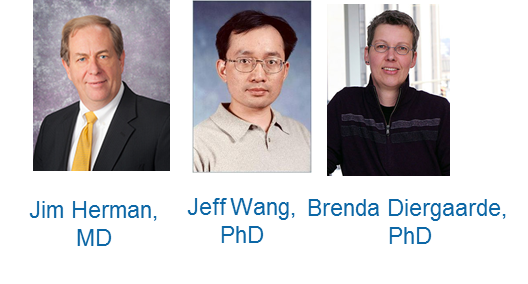 Jim Herman,
MD
Jeff Wang,
PhD
Brenda Diergaarde,
PhD